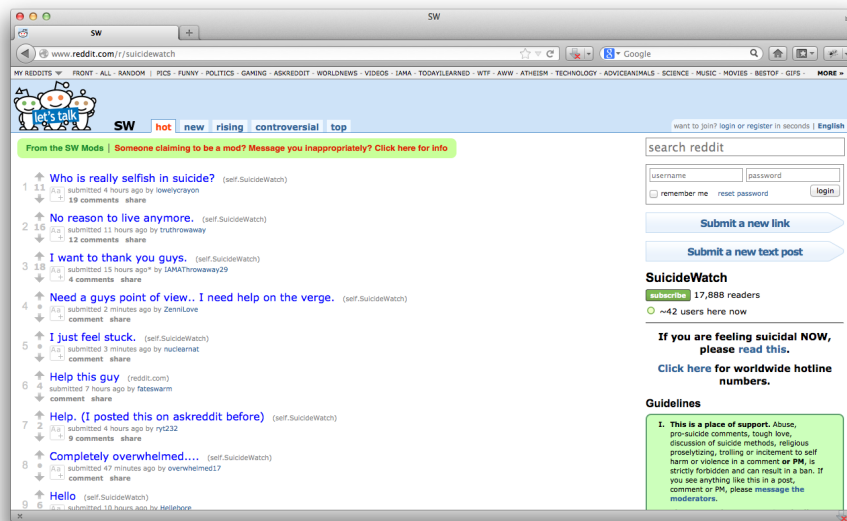 SW
SW
+
www.reddit.com/r/suicidewatch
Google
MY REDDITS FRONT - ALL - RANDOM | PICS - FUNNY - POLITICS - GAMING - ASKREDDIT - WORLDNEWS - VIDEOS - IAMA - TODAYILEARNED - WTF - AWW - ATHEISM - TECHNOLOGY - ADVICEANIMALS - SCIENCE - MUSIC - MOVIES - BESTOF - GIFS - MORE »
let's talk
SW hot new rising controversial top
want to join? login or register in seconds | English
From the SW Mods | Someone claiming to be a mod? Message you inappropriately? Click here for info
1 11 Who is really selfish in suicide? (self.SuicideWatch)
submitted 4 hours ago by lowelycrayon
19 comments share
2 16 No reason to live anymore. (self.SuicideWatch)
submitted 11 hours ago by truthrowaway
12 comments share
3 18 I want to thank you guys. (self.SuicideWatch)
submitted 15 hours ago* by IAMAThrowaway29
4 comments share
4 • Need a guys point of view.. I need help on the verge. (self.SuicideWatch)
submitted 2 minutes ago by ZenniLove
comment share
5 • I just feel stuck. (self.SuicideWatch)
submitted 3 minutes ago by nuclearnat
comment share
6 4 Help this guy (reddit.com)
submitted 7 hours ago by fateswarm
comment share
7 2 Help. (I posted this on askreddit before) (self.SuicideWatch)
submitted 4 hours ago by ryt232
9 comments share
8 • Completely overwhelmed.... (self.SuicideWatch)
submitted 47 minutes ago by overwhelmed17
comment share
9 6 Hello (self.SuicideWatch)
submitted 10 hours ago by Hellebore
search reddit
username password
remember me reset password login
Submit a new link
Submit a new text post
SuicideWatch
subscribe 17,888 readers
~42 users here now
If you are feeling suicidal NOW,
please read this.
Click here for worldwide hotline
numbers.
Guidelines
I. This is a place of support. Abuse,
pro-suicide comments, tough love,
discussion of suicide methods, religious
proselytizing, trolling or incitement to self
harm or violence in a comment or PM, is
strictly forbidden and can result in a ban. If
you see anything like this in a post,
comment or PM, please message the
moderators.